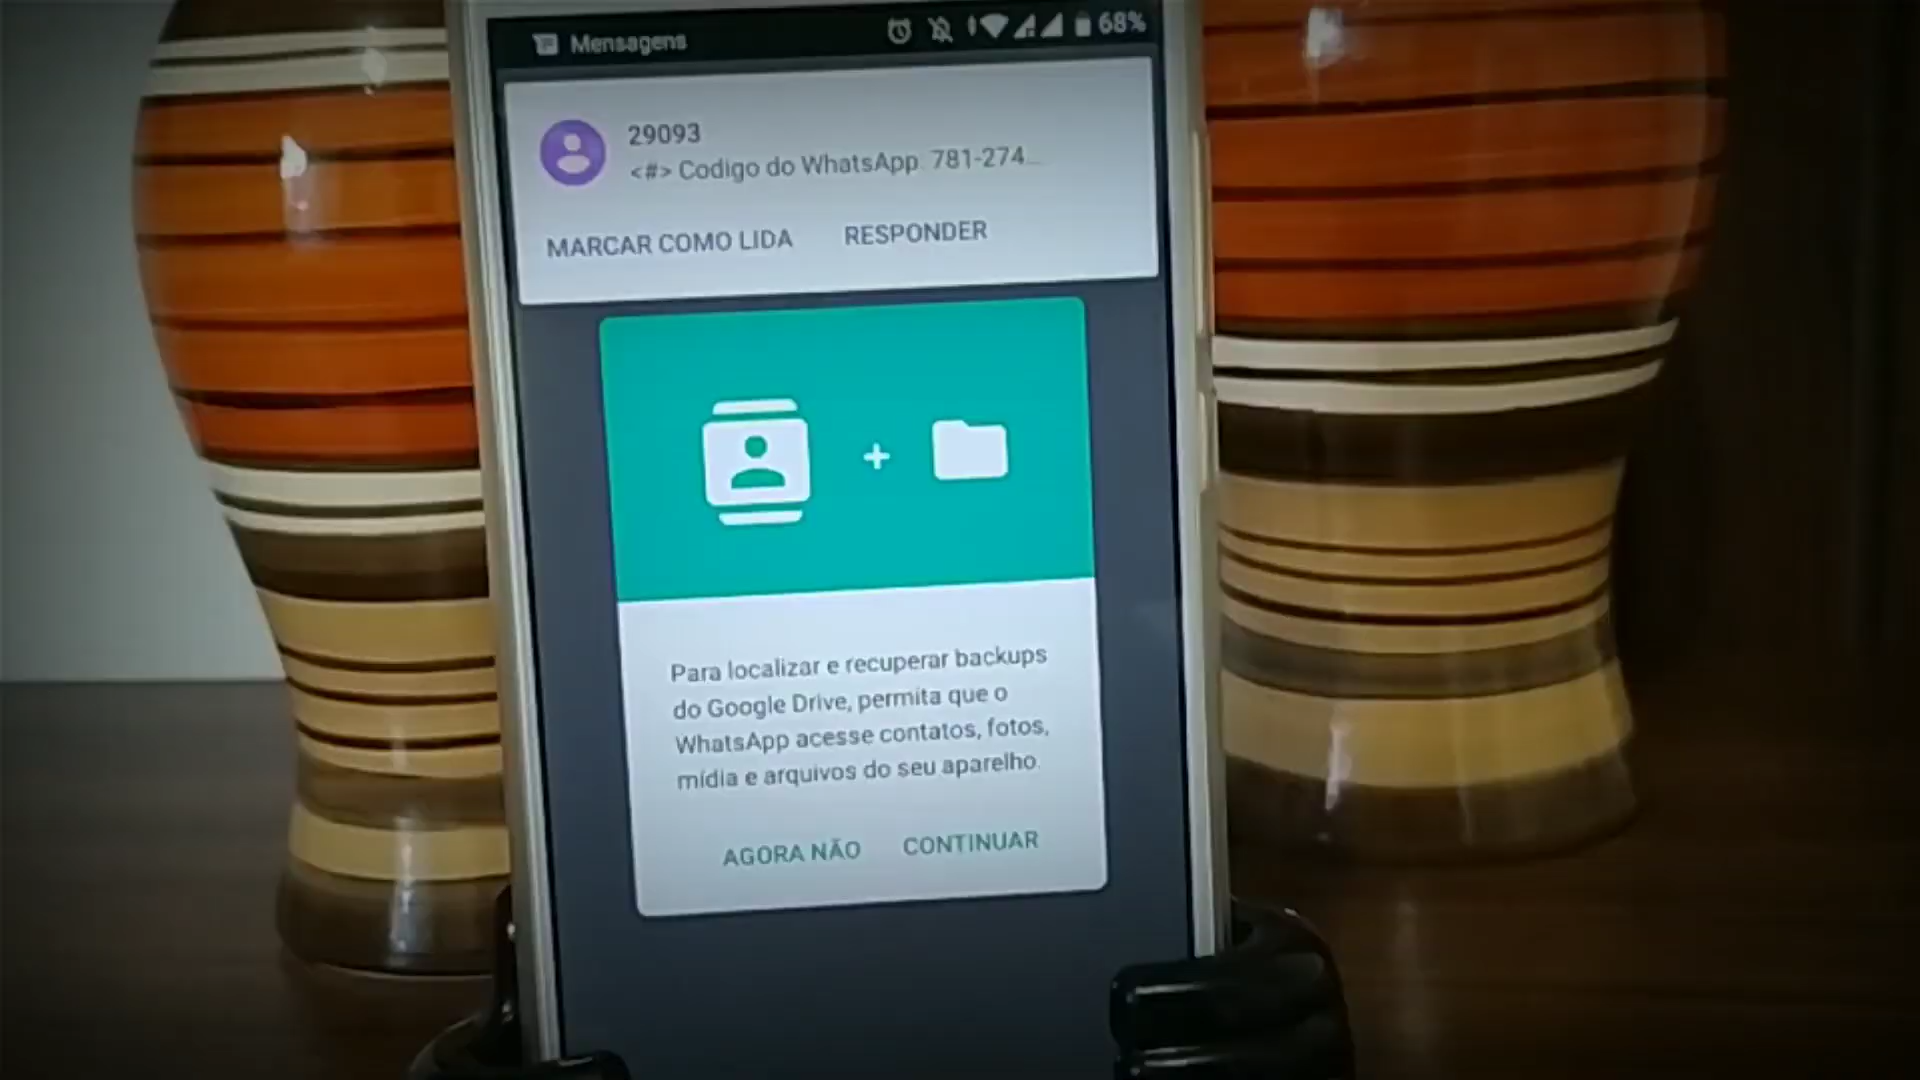 Mensagens 68%
29093
<#> Codigo do WhatsApp. 781-274...
MARCAR COMO LIDA RESPONDER
Para localizar e recuperar backups
do Google Drive, permita que o
WhatsApp acesse contatos, fotos,
mídia e arquivos do seu aparelho.
AGORA NÃO CONTINUAR